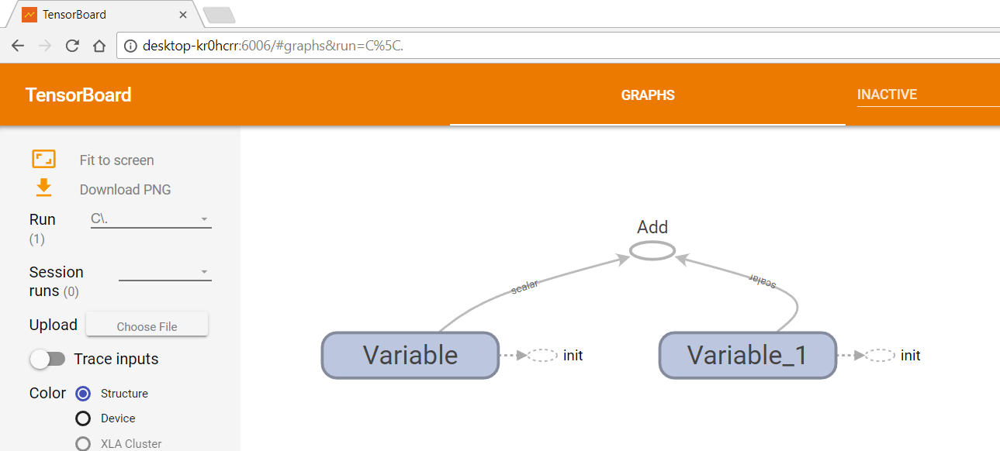 TensorBoard
desktop-kr0hcrr:6006/#graphs&run=C%5C.
TensorBoard
GRAPHS
INACTIVE
Fit to screen
Download PNG
Run
(1)
C\.
Session
runs (0)
Upload
Choose File
Trace inputs
Color
Structure
Device
XLA Cluster
Add
scalar
scalar
Variable
init
Variable_1
init